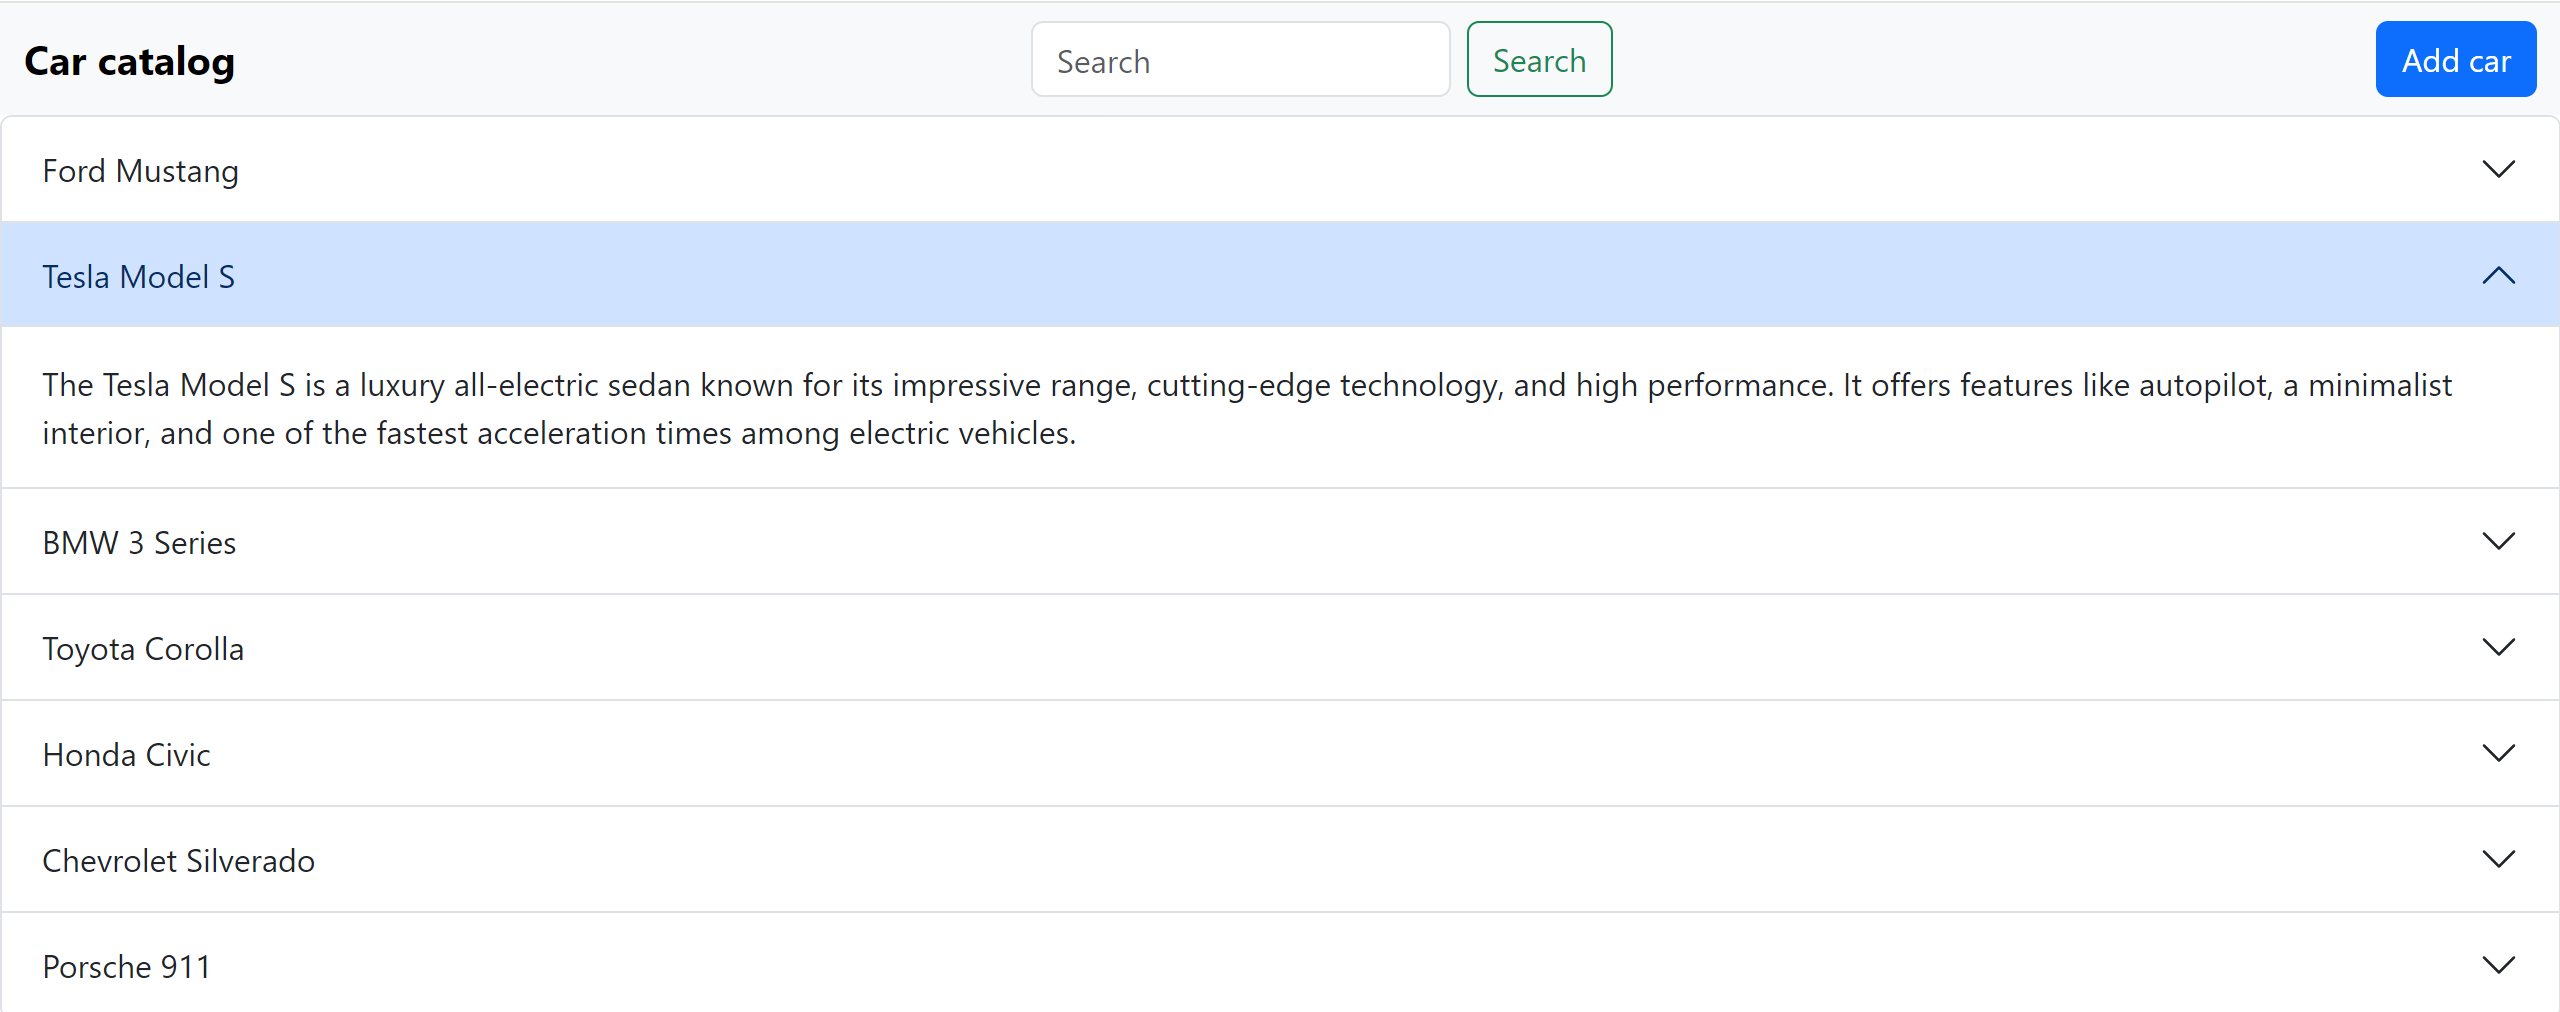 Car catalog
Search
Search
Add car
Ford Mustang
Tesla Model S
The Tesla Model S is a luxury all-electric sedan known for its impressive range, cutting-edge technology, and high performance. It offers features like autopilot, a minimalist
interior, and one of the fastest acceleration times among electric vehicles.
BMW 3 Series
Toyota Corolla
Honda Civic
Chevrolet Silverado
Porsche 911